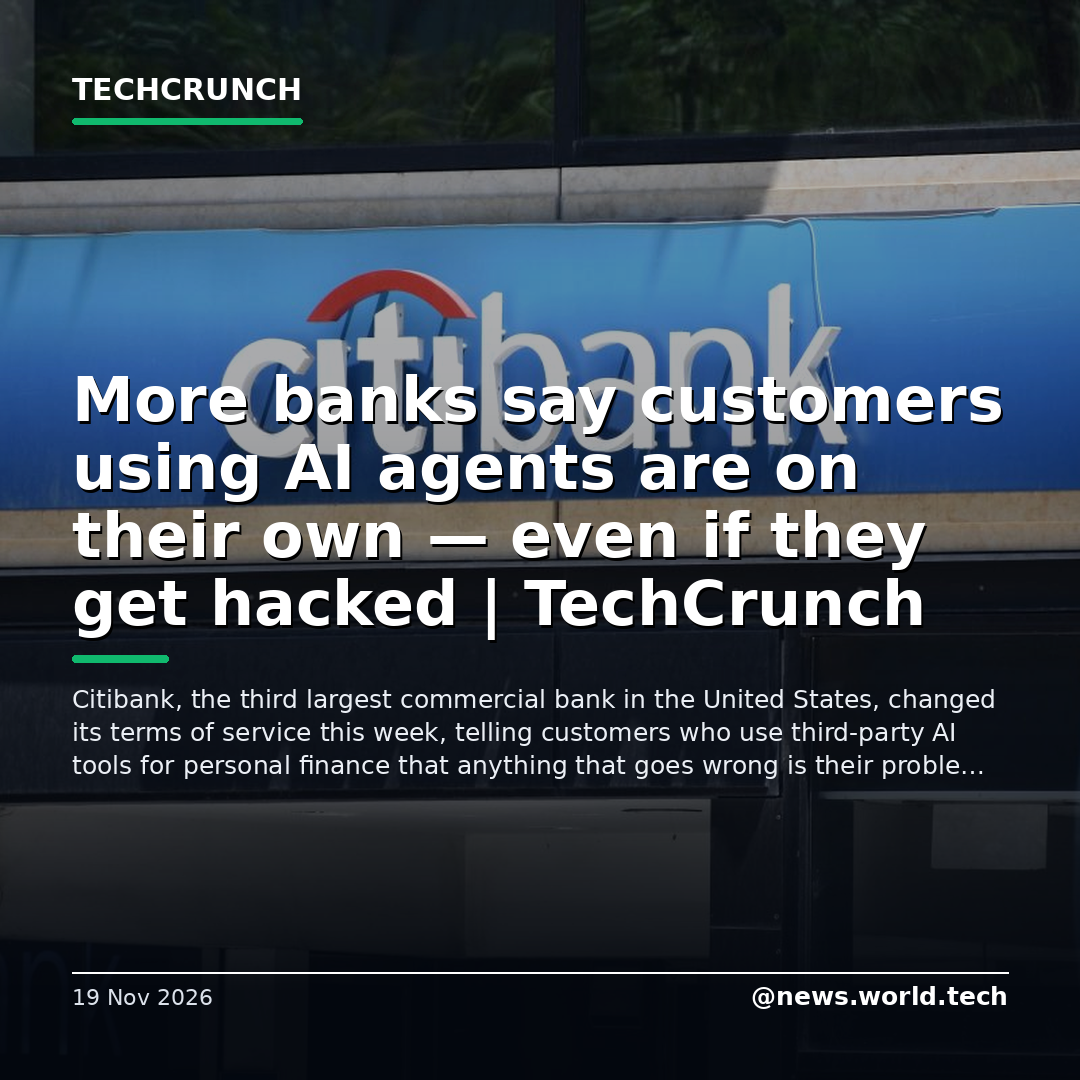 TECHCRUNCH
citibank
More banks say customers
using AI agents are on
their own — even if they
get hacked | TechCrunch
Citibank, the third largest commercial bank in the United States, changed
its terms of service this week, telling customers who use third-party AI
tools for personal finance that anything that goes wrong is their proble...
19 Nov 2026
@news.world.tech